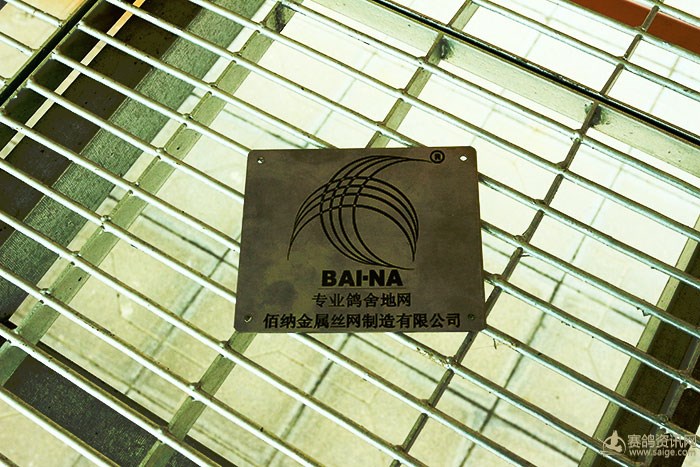 ®
BAI-NA
专业鸽舍地网
佰纳金属丝网制造有限公司
赛鸽资讯网
www.saige.com